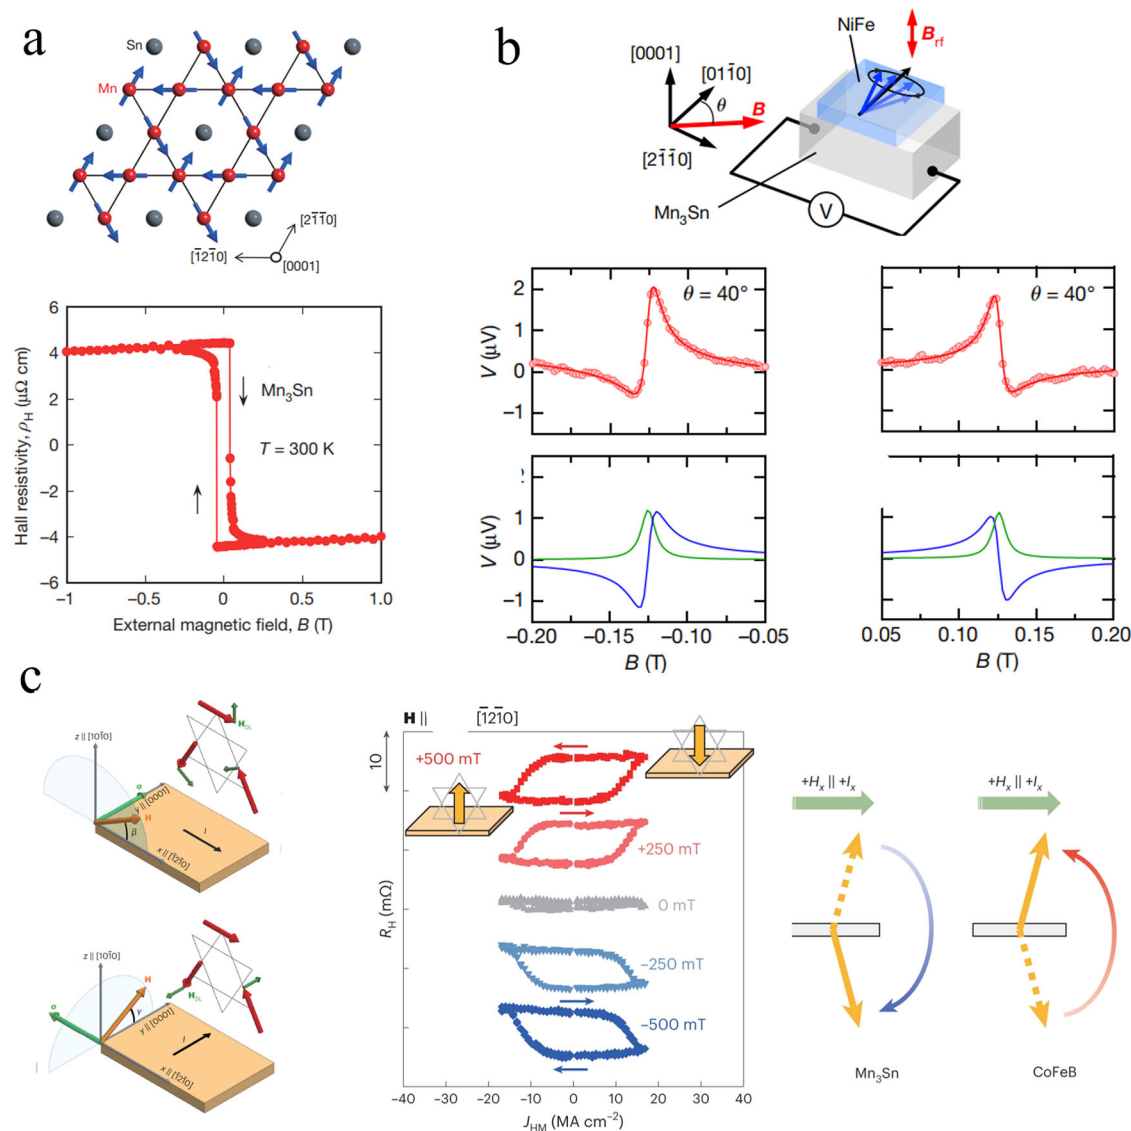 a
Sn
Mn
[21̅1̅0]
[1̅21̅0]
[0001]
6
4
2
0
−2
−4
−6
Hall resistivity, ρH (μΩ cm)
Mn3Sn
T = 300 K
−1
−0.5
0
0.5
1.0
External magnetic field, B (T)
b
NiFe
Brf
[0001]
[011̅0]
θ
B
[21̅1̅0]
Mn3Sn
V
2
1
0
−1
V (μV)
θ = 40°
θ = 40°
2
1
0
−1
V (μV)
−0.20
−0.15
−0.10
−0.05
B (T)
0.05
0.10
0.15
0.20
B (T)
c
z || [101̅0]
HDL
σ
y || [0001]
H
β
I
x || [1̅21̅0]
z || [101̅0]
H
HDL
σ
γ
y || [0001]
I
x || [1̅21̅0]
H || [1̅21̅0]
10
+500 mT
+250 mT
0 mT
−250 mT
−500 mT
RH (mΩ)
−40
−20
0
20
40
JHM (MA cm−2)
+Hx || +Ix
+Hx || +Ix
Mn3Sn
CoFeB